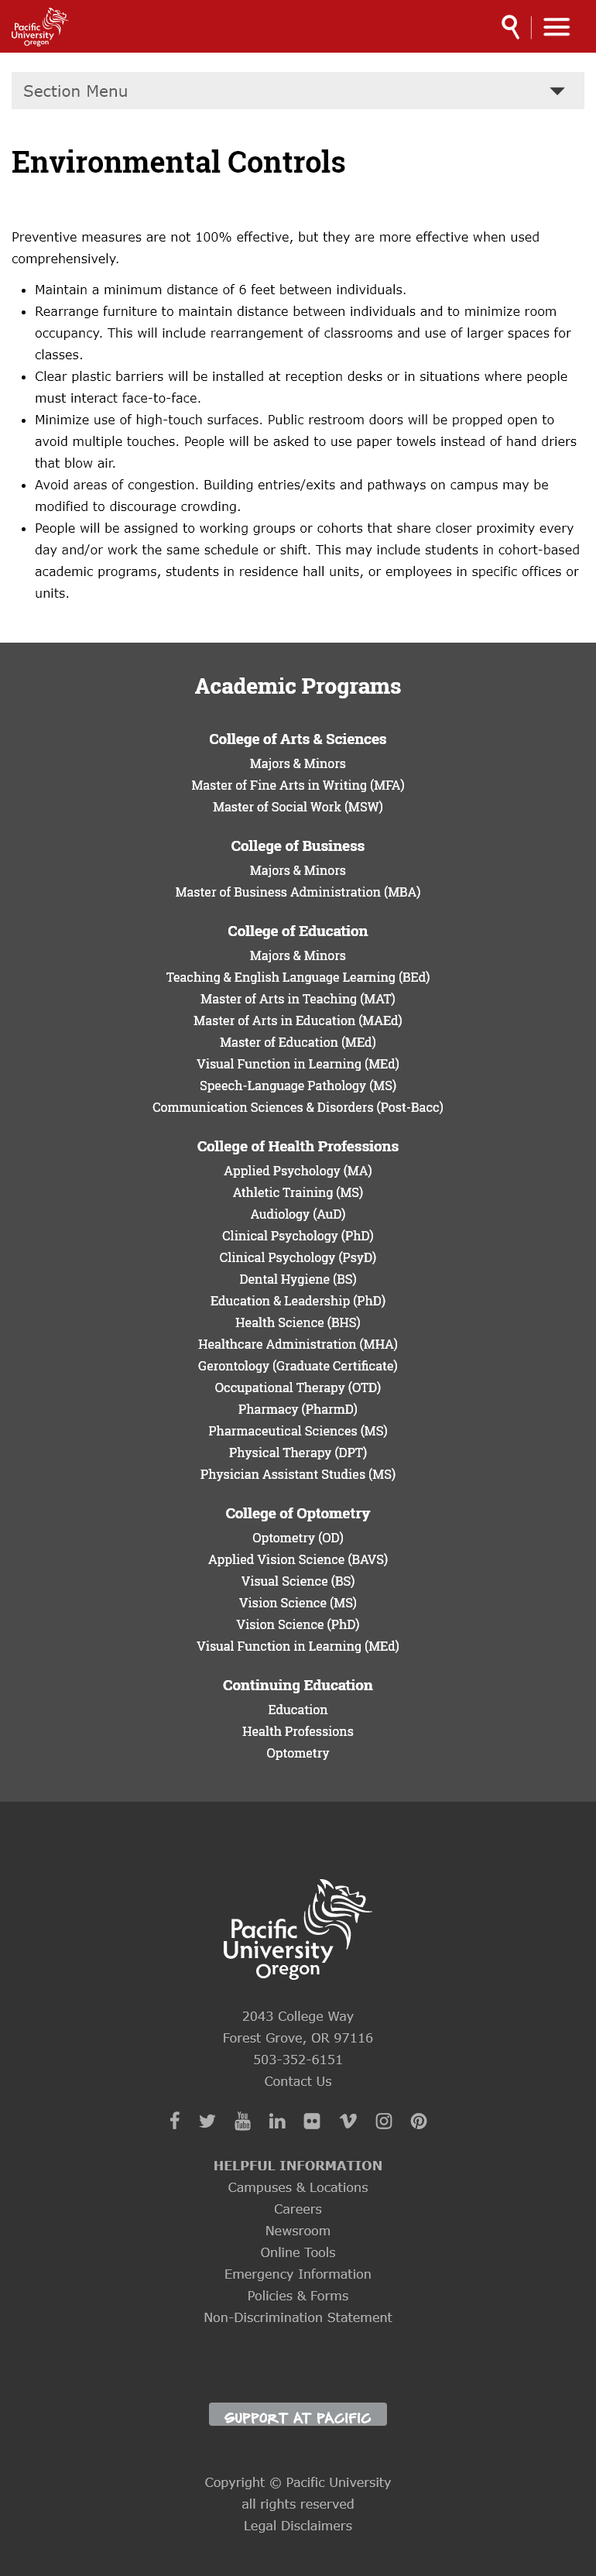 Pacific
University
Oregon
Section Menu
Environmental Controls
Preventive measures are not 100% effective, but they are more effective when used
comprehensively.
Maintain a minimum distance of 6 feet between individuals.
Rearrange furniture to maintain distance between individuals and to minimize room
occupancy. This will include rearrangement of classrooms and use of larger spaces for
classes.
Clear plastic barriers will be installed at reception desks or in situations where people
must interact face-to-face.
Minimize use of high-touch surfaces. Public restroom doors will be propped open to
avoid multiple touches. People will be asked to use paper towels instead of hand driers
that blow air.
Avoid areas of congestion. Building entries/exits and pathways on campus may be
modified to discourage crowding.
People will be assigned to working groups or cohorts that share closer proximity every
day and/or work the same schedule or shift. This may include students in cohort-based
academic programs, students in residence hall units, or employees in specific offices or
units.
Academic Programs
College of Arts & Sciences
Majors & Minors
Master of Fine Arts in Writing (MFA)
Master of Social Work (MSW)
College of Business
Majors & Minors
Master of Business Administration (MBA)
College of Education
Majors & Minors
Teaching & English Language Learning (BEd)
Master of Arts in Teaching (MAT)
Master of Arts in Education (MAEd)
Master of Education (MEd)
Visual Function in Learning (MEd)
Speech-Language Pathology (MS)
Communication Sciences & Disorders (Post-Bacc)
College of Health Professions
Applied Psychology (MA)
Athletic Training (MS)
Audiology (AuD)
Clinical Psychology (PhD)
Clinical Psychology (PsyD)
Dental Hygiene (BS)
Education & Leadership (PhD)
Health Science (BHS)
Healthcare Administration (MHA)
Gerontology (Graduate Certificate)
Occupational Therapy (OTD)
Pharmacy (PharmD)
Pharmaceutical Sciences (MS)
Physical Therapy (DPT)
Physician Assistant Studies (MS)
College of Optometry
Optometry (OD)
Applied Vision Science (BAVS)
Visual Science (BS)
Vision Science (MS)
Vision Science (PhD)
Visual Function in Learning (MEd)
Continuing Education
Education
Health Professions
Optometry
Pacific
University
Oregon
2043 College Way
Forest Grove, OR 97116
503-352-6151
Contact Us
You Tube
HELPFUL INFORMATION
Campuses & Locations
Careers
Newsroom
Online Tools
Emergency Information
Policies & Forms
Non-Discrimination Statement
SUPPORT AT PACIFIC
Copyright © Pacific University
all rights reserved
Legal Disclaimers